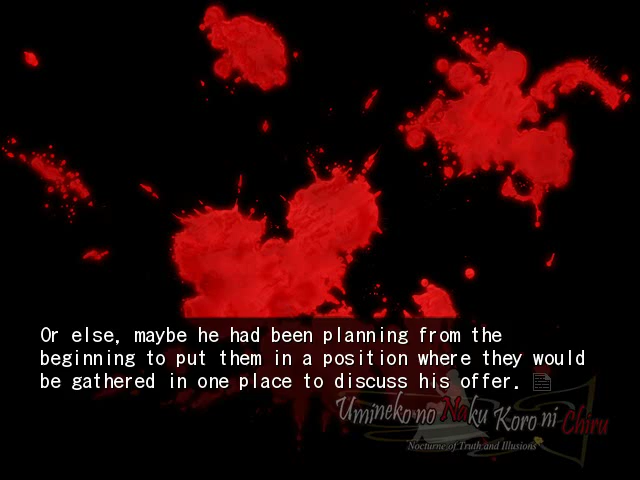 Or else, maybe he had been planning from the
beginning to put them in a position where they would
be gathered in one place to discuss his offer.
Umineko no Naku Koro ni Chiru
Nocturne of Truth and Illusions